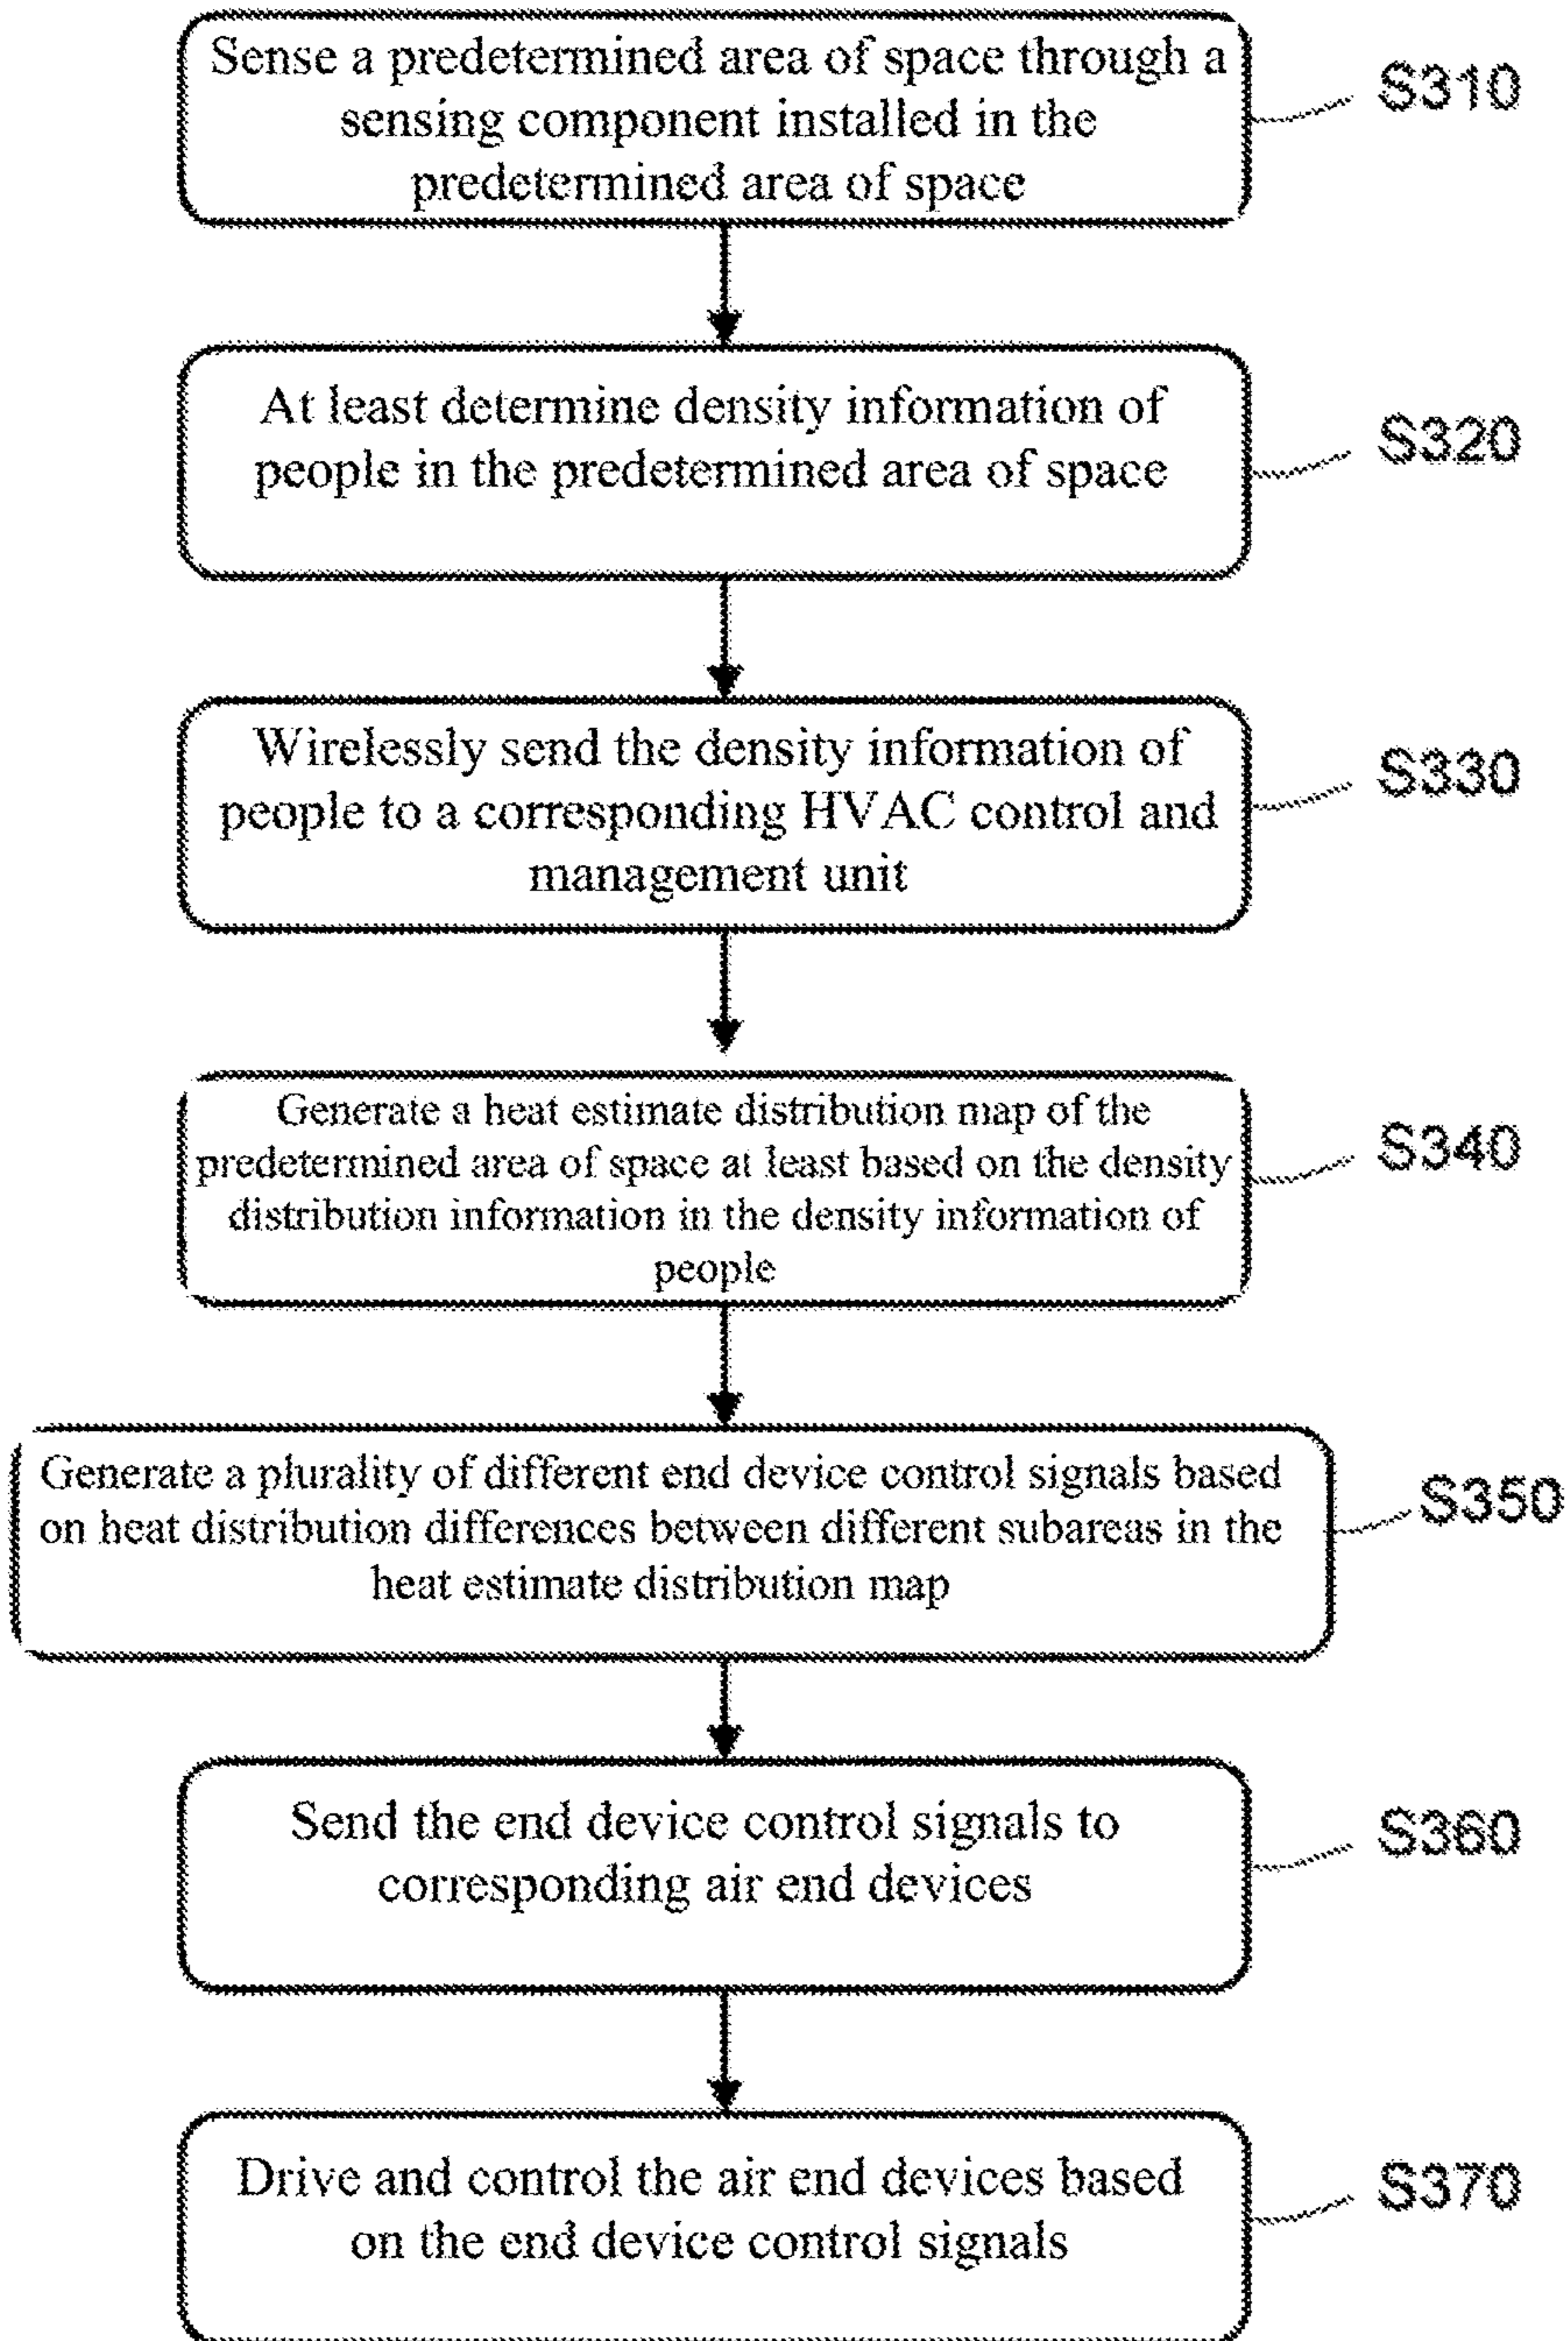 Sense a predetermined area of space through a
sensing component installed in the
predetermined area of space
S310
At least determine density information of
people in the predetermined area of space
S320
Wirelessly send the density information of
people to a corresponding HVAC control and
management unit
S330
Generate a heat estimate distribution map of the
predetermined area of space at least based on the density
distribution information in the density information of
people
S340
Generate a plurality of different end device control signals based
on heat distribution differences between different subareas in the
heat estimate distribution map
S350
Send the end device control signals to
corresponding air end devices
S360
Drive and control the air end devices based
on the end device control signals
S370